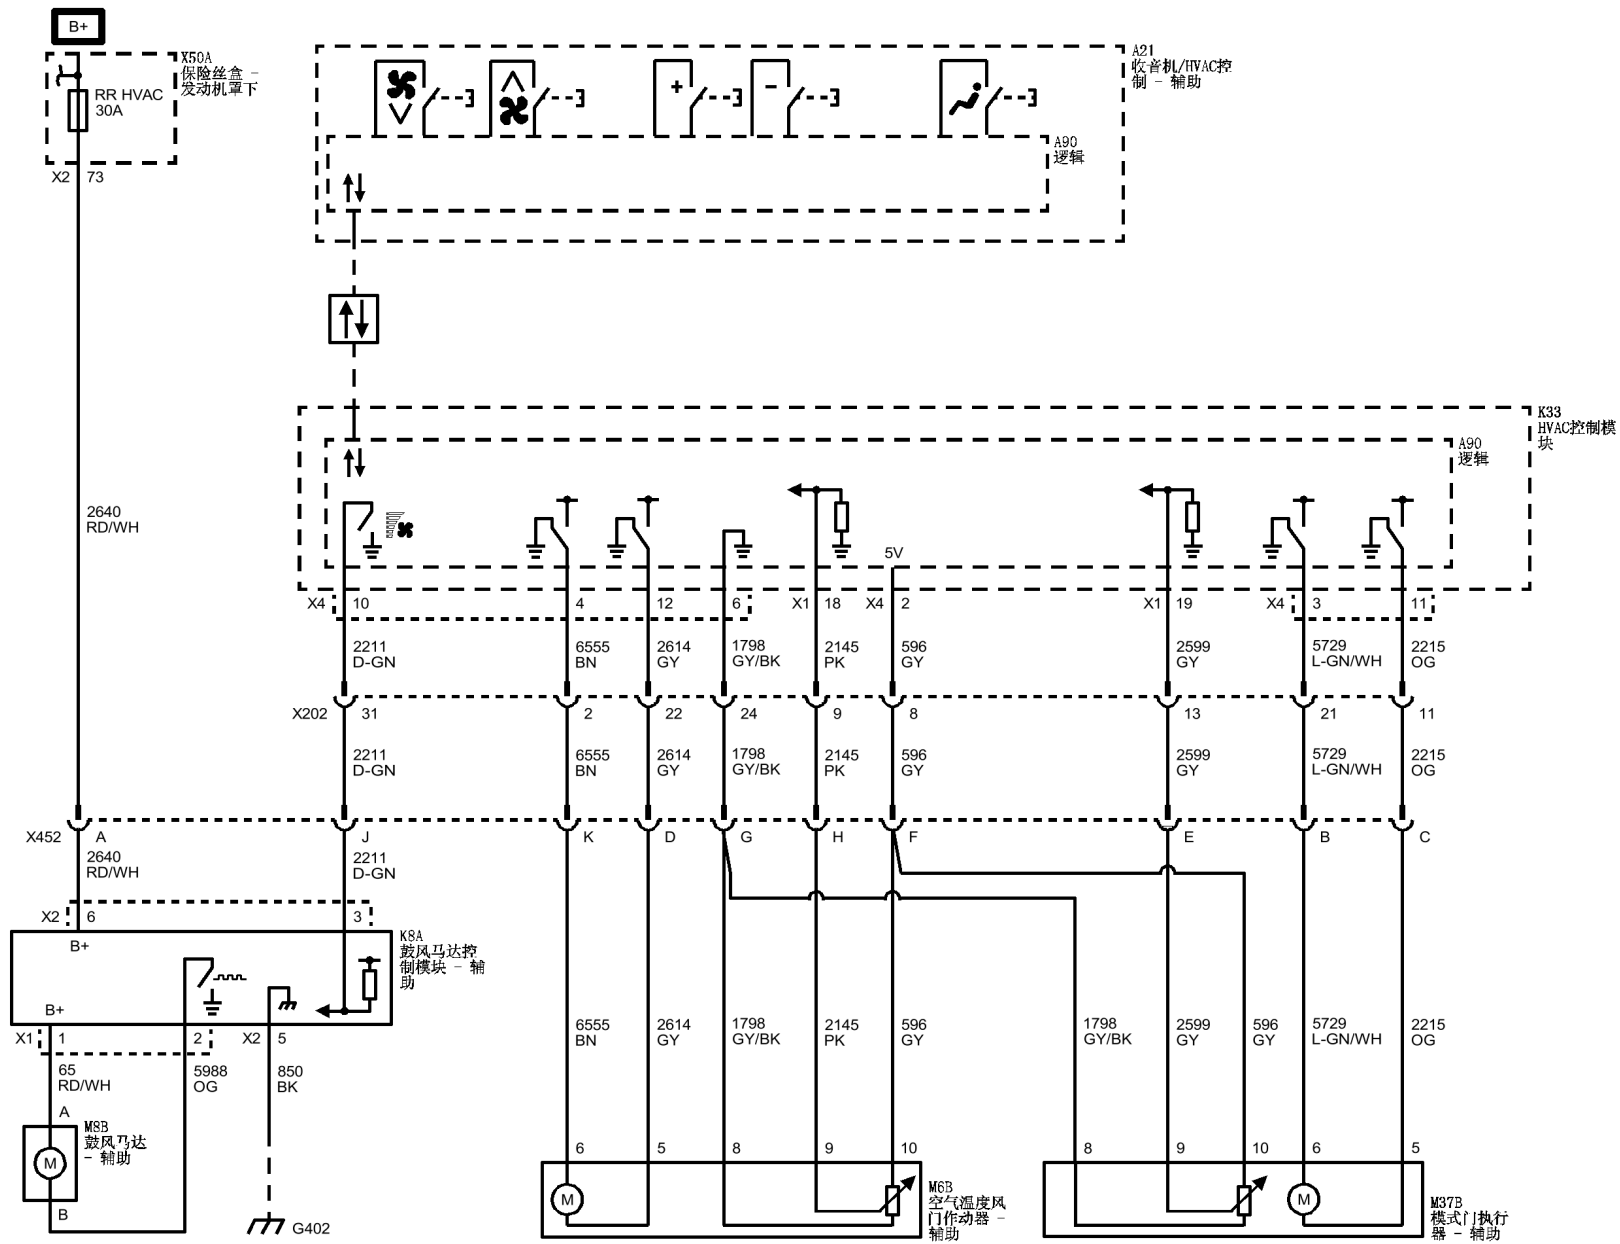 B+
X50A
保险丝盒 -
发动机罩下
RR HVAC
30A
X2 73
A21
收音机/HVAC控
制 - 辅助
+ -
A90
逻辑
K33
HVAC控制模
块
A90
逻辑
2640
RD/WH
5V
X4 10 4 12 6 X1 18 X4 2 X1 19 X4 3 11
2211 6555 2614 1798 2145 596 2599 5729 2215
D-GN BN GY GY/BK PK GY GY L-GN/WH OG
X202 31 2 22 24 9 8 13 21 11
2211 6555 2614 1798 2145 596 2599 5729 2215
D-GN BN GY GY/BK PK GY GY L-GN/WH OG
X452 A J K D G H F E B C
2640 2211
RD/WH D-GN
X2 6 3
B+
K8A
鼓风马达控
制模块 - 辅
助
B+
X1 1 2 X2 5
6555 2614 1798 2145 596 1798 2599 596 5729 2215
BN GY GY/BK PK GY GY/BK GY GY L-GN/WH OG
65 5988 850
RD/WH OG BK
A
M8B
鼓风马达
- 辅助
M
B
G402
6 5 8 9 10 8 9 10 6 5
M M
M6B
空气温度风
门作动器 -
辅助
M37B
模式门执行
器 - 辅助